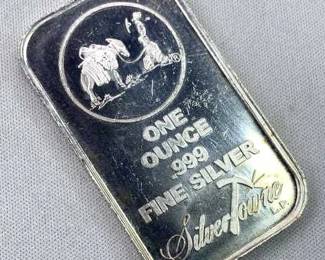 ONE
OUNCE
.999
FINE SILVER
SilverTowne
L.P.